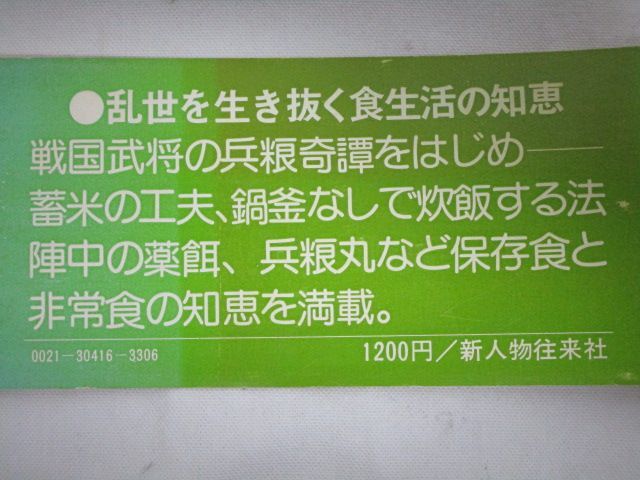 ●乱世を生き抜く食生活の知恵
戦国武将の兵粮奇譚をはじめ――
蓄米の工夫、鍋釜なしで炊飯する法
陣中の薬餌、兵粮丸など保存食と
非常食の知恵を満載。
0021-30416-3306
1200円/新人物往来社